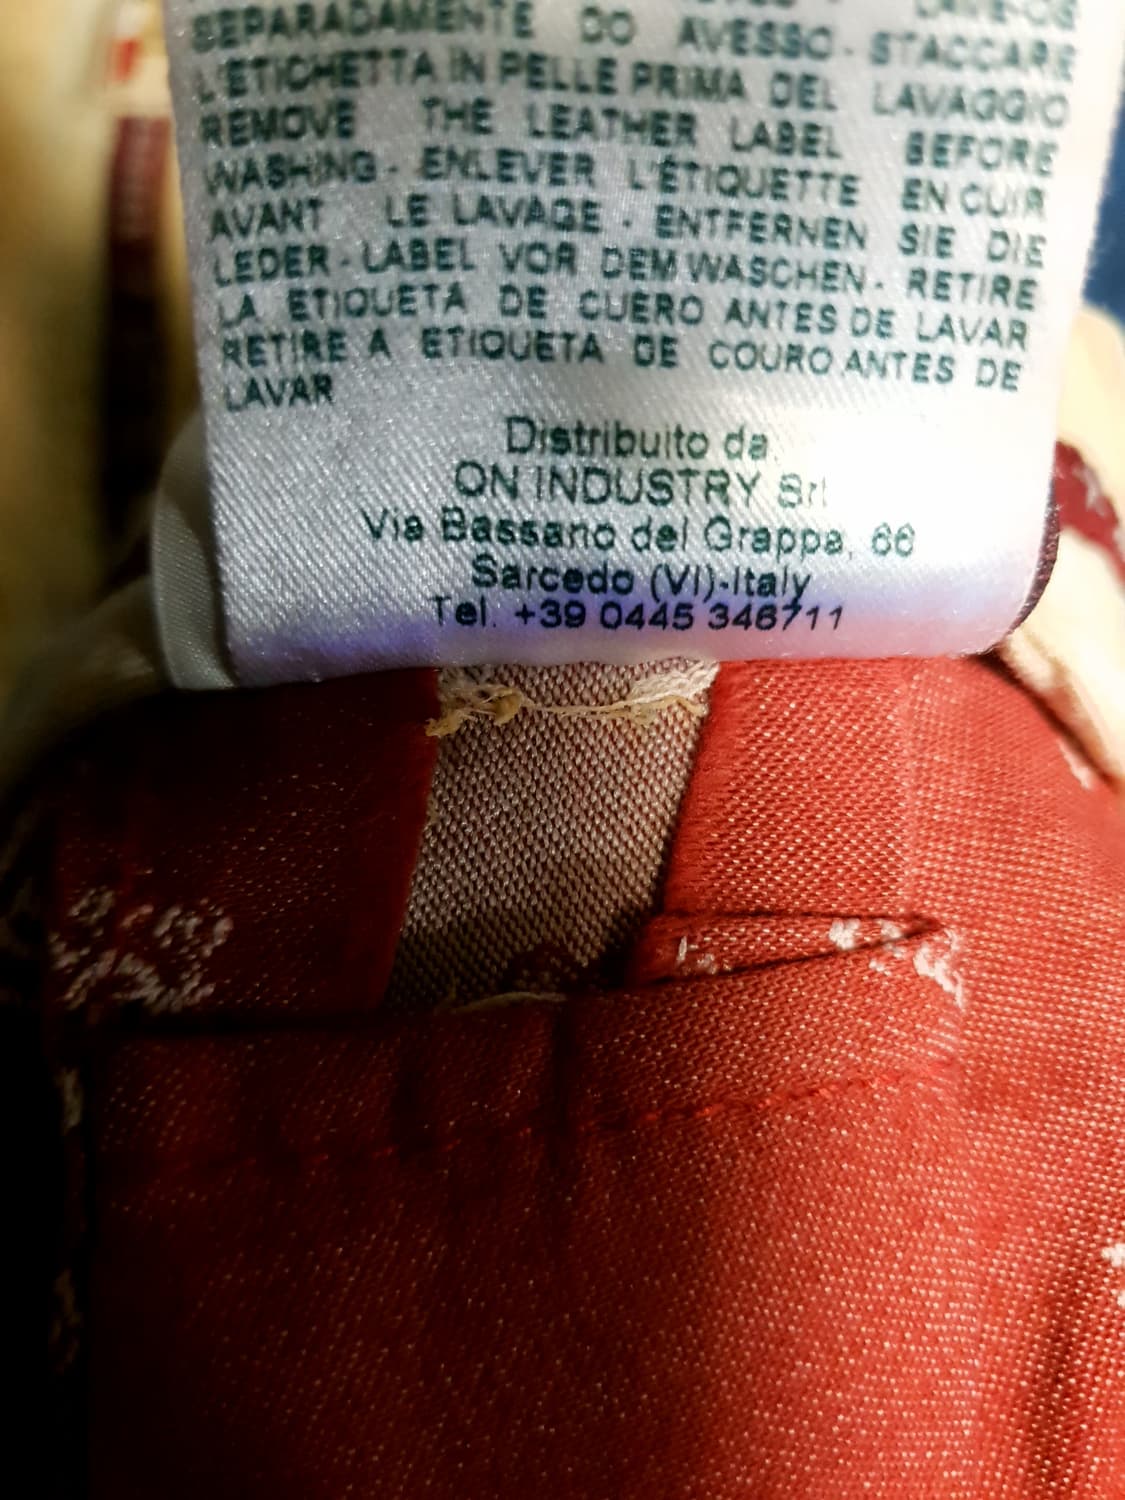 LAVE-OS
SEPARADAMENTE DO AVESSO - STACCARE
L'ETICHETTA IN PELLE PRIMA DEL LAVAGGIO
REMOVE THE LEATHER LABEL BEFORE
WASHING - ENLEVER L'ÉTIQUETTE EN CUIR
AVANT LE LAVAGE - ENTFERNEN SIE DIE
LEDER-LABEL VOR DEM WASCHEN - RETIRE
LA ETIQUETA DE CUERO ANTES DE LAVAR
RETIRE A ETIQUETA DE COURO ANTES DE
LAVAR
Distribuito da
ON INDUSTRY Srl
Via Bassano del Grappa, 66
Sarcedo (VI)-Italy
Tel. +39 0445 346711